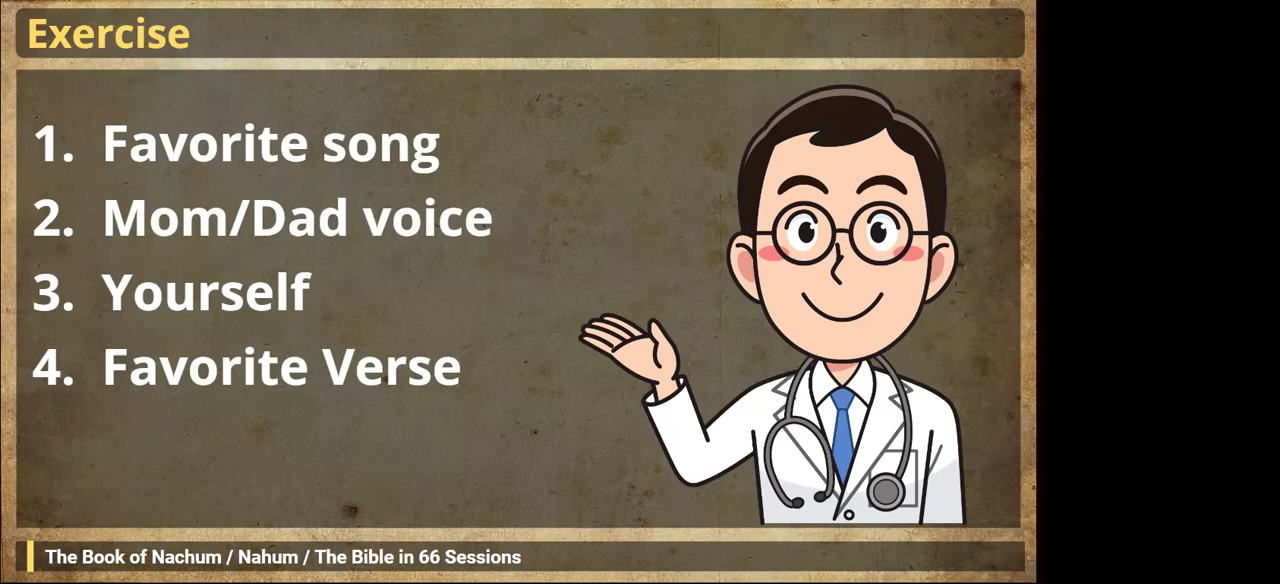 Exercise
1. Favorite song
2. Mom/Dad voice
3. Yourself
4. Favorite Verse
The Book of Nachum / Nahum / The Bible in 66 Sessions